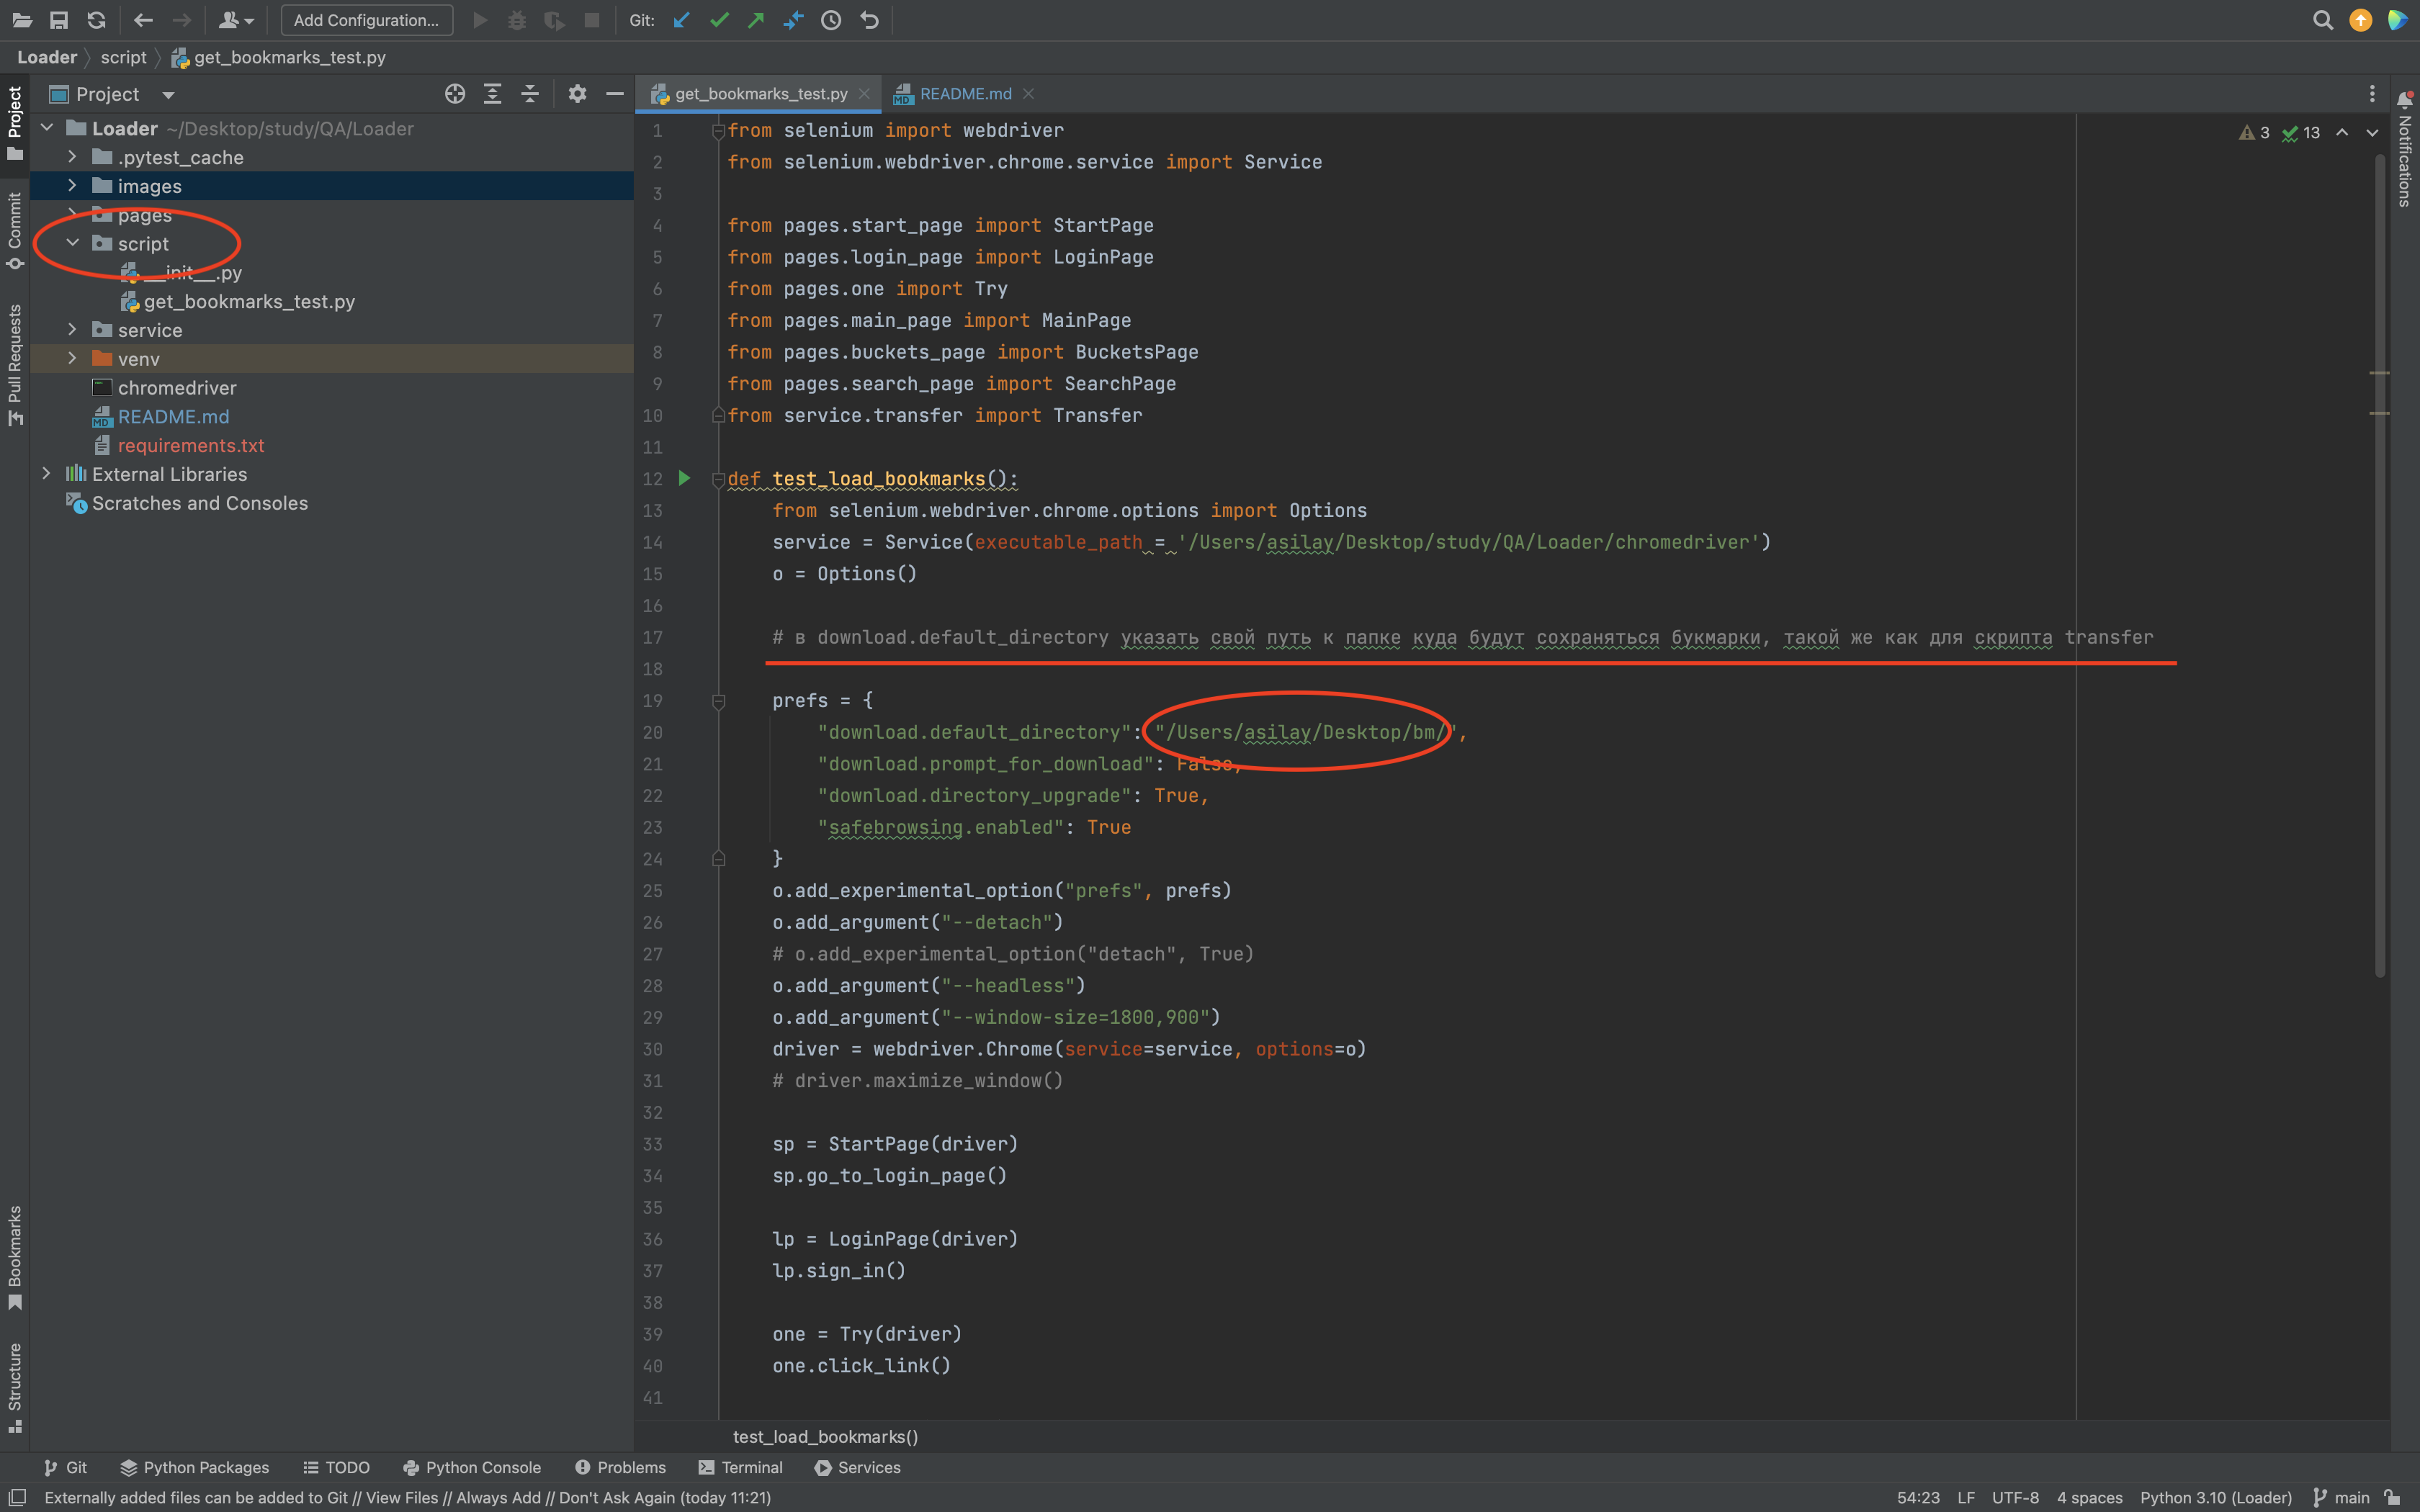 Add Configuration...
Git:
Loader
script
get_bookmarks_test.py
Project
get_bookmarks_test.py
README.md
Project
Commit
Pull Requests
Bookmarks
Structure
Notifications
Loader ~/Desktop/study/QA/Loader
.pytest_cache
images
pages
script
__init__.py
get_bookmarks_test.py
service
venv
chromedriver
README.md
requirements.txt
External Libraries
Scratches and Consoles
3 13
1 from selenium import webdriver
2 from selenium.webdriver.chrome.service import Service
3
4 from pages.start_page import StartPage
5 from pages.login_page import LoginPage
6 from pages.one import Try
7 from pages.main_page import MainPage
8 from pages.buckets_page import BucketsPage
9 from pages.search_page import SearchPage
10 from service.transfer import Transfer
11
12 def test_load_bookmarks():
13 from selenium.webdriver.chrome.options import Options
14 service = Service(executable_path = '/Users/asilay/Desktop/study/QA/Loader/chromedriver')
15 o = Options()
16
17 # в download.default_directory указать свой путь к папке куда будут сохраняться букмарки, такой же как для скрипта transfer
18
19 prefs = {
20 "download.default_directory": "/Users/asilay/Desktop/bm/",
21 "download.prompt_for_download": False,
22 "download.directory_upgrade": True,
23 "safebrowsing.enabled": True
24 }
25 o.add_experimental_option("prefs", prefs)
26 o.add_argument("--detach")
27 # o.add_experimental_option("detach", True)
28 o.add_argument("--headless")
29 o.add_argument("--window-size=1800,900")
30 driver = webdriver.Chrome(service=service, options=o)
31 # driver.maximize_window()
32
33 sp = StartPage(driver)
34 sp.go_to_login_page()
35
36 lp = LoginPage(driver)
37 lp.sign_in()
38
39 one = Try(driver)
40 one.click_link()
41
test_load_bookmarks()
Git
Python Packages
TODO
Python Console
Problems
Terminal
Services
Externally added files can be added to Git // View Files // Always Add // Don't Ask Again (today 11:21)
54:23 LF UTF-8 4 spaces Python 3.10 (Loader) main